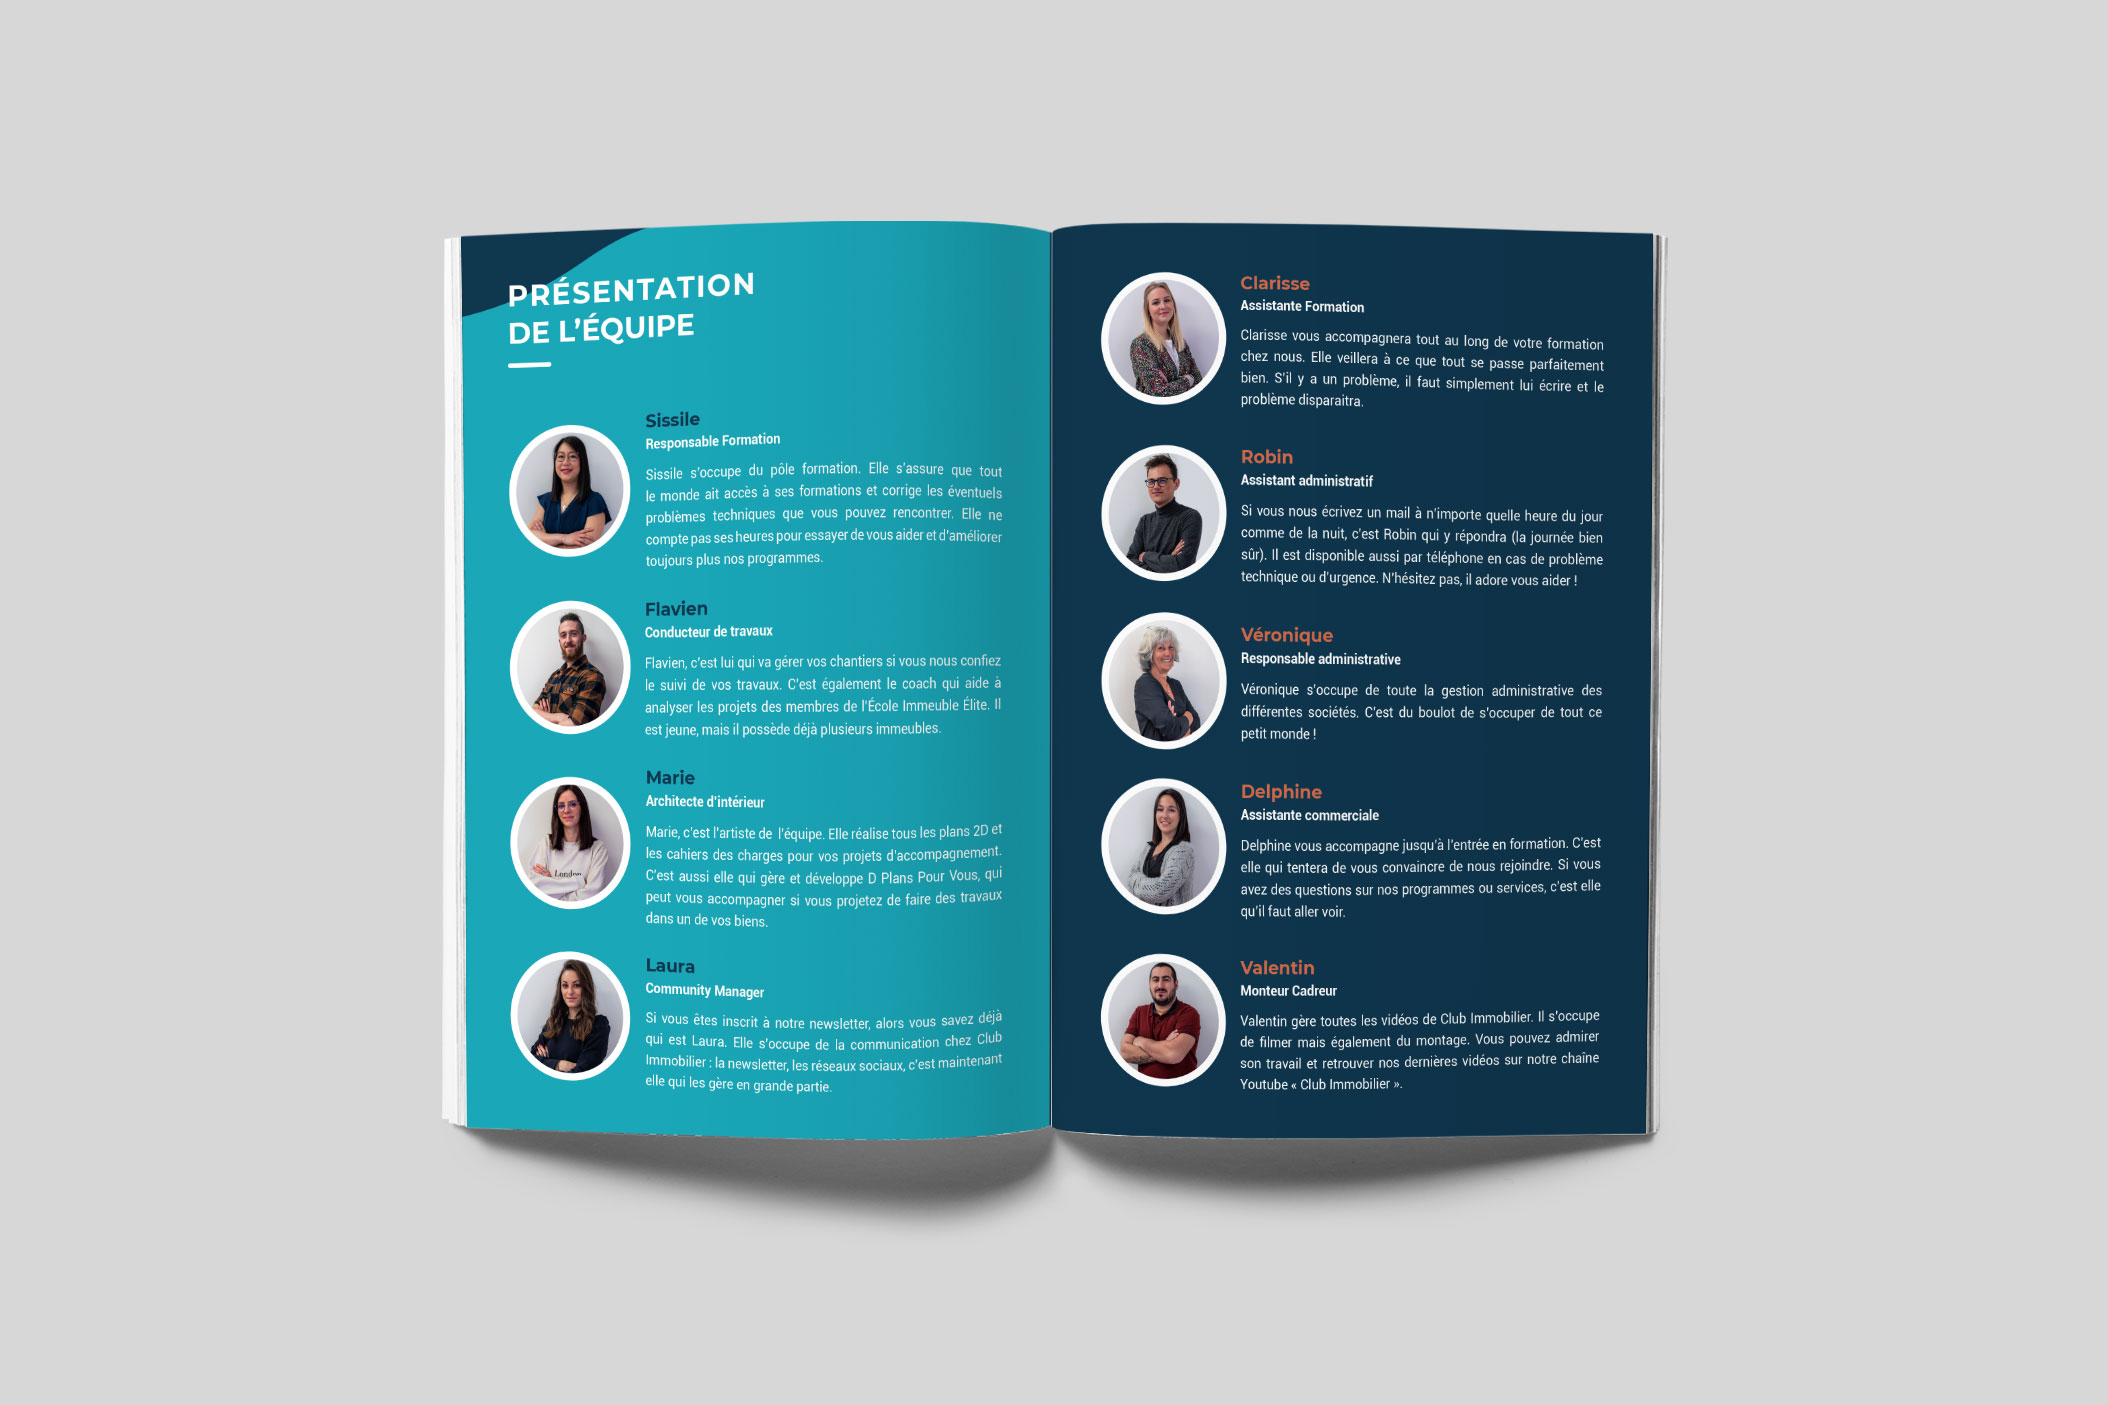 PRÉSENTATION
DE L'ÉQUIPE
Sissile
Responsable Formation
Sissile s'occupe du pôle formation. Elle s'assure que tout
le monde ait accès à ses formations et corrige les éventuels
problèmes techniques que vous pouvez rencontrer. Elle ne
compte pas ses heures pour essayer de vous aider et d'améliorer
toujours plus nos programmes.
Flavien
Conducteur de travaux
Flavien, c'est lui qui va gérer vos chantiers si vous nous confiez
le suivi de vos travaux. C'est également le coach qui aide à
analyser les projets des membres de l'École Immeuble Élite. Il
est jeune, mais il possède déjà plusieurs immeubles.
Marie
Architecte d'intérieur
Marie, c'est l'artiste de l'équipe. Elle réalise tous les plans 2D et
les cahiers des charges pour vos projets d'accompagnement.
C'est aussi elle qui gère et développe D Plans Pour Vous, qui
peut vous accompagner si vous projetez de faire des travaux
dans un de vos biens.
London
Laura
Community Manager
Si vous êtes inscrit à notre newsletter, alors vous savez déjà
qui est Laura. Elle s'occupe de la communication chez Club
Immobilier : la newsletter, les réseaux sociaux, c'est maintenant
elle qui les gère en grande partie.
Clarisse
Assistante Formation
Clarisse vous accompagnera tout au long de votre formation
chez nous. Elle veillera à ce que tout se passe parfaitement
bien. S'il y a un problème, il faut simplement lui écrire et le
problème disparaitra.
Robin
Assistant administratif
Si vous nous écrivez un mail à n'importe quelle heure du jour
comme de la nuit, c'est Robin qui y répondra (la journée bien
sûr). Il est disponible aussi par téléphone en cas de problème
technique ou d'urgence. N'hésitez pas, il adore vous aider !
Véronique
Responsable administrative
Véronique s'occupe de toute la gestion administrative des
différentes sociétés. C'est du boulot de s'occuper de tout ce
petit monde !
Delphine
Assistante commerciale
Delphine vous accompagne jusqu'à l'entrée en formation. C'est
elle qui tentera de vous convaincre de nous rejoindre. Si vous
avez des questions sur nos programmes ou services, c'est elle
qu'il faut aller voir.
Valentin
Monteur Cadreur
Valentin gère toutes les vidéos de Club Immobilier. Il s'occupe
de filmer mais également du montage. Vous pouvez admirer
son travail et retrouver nos dernières vidéos sur notre chaîne
Youtube « Club Immobilier ».